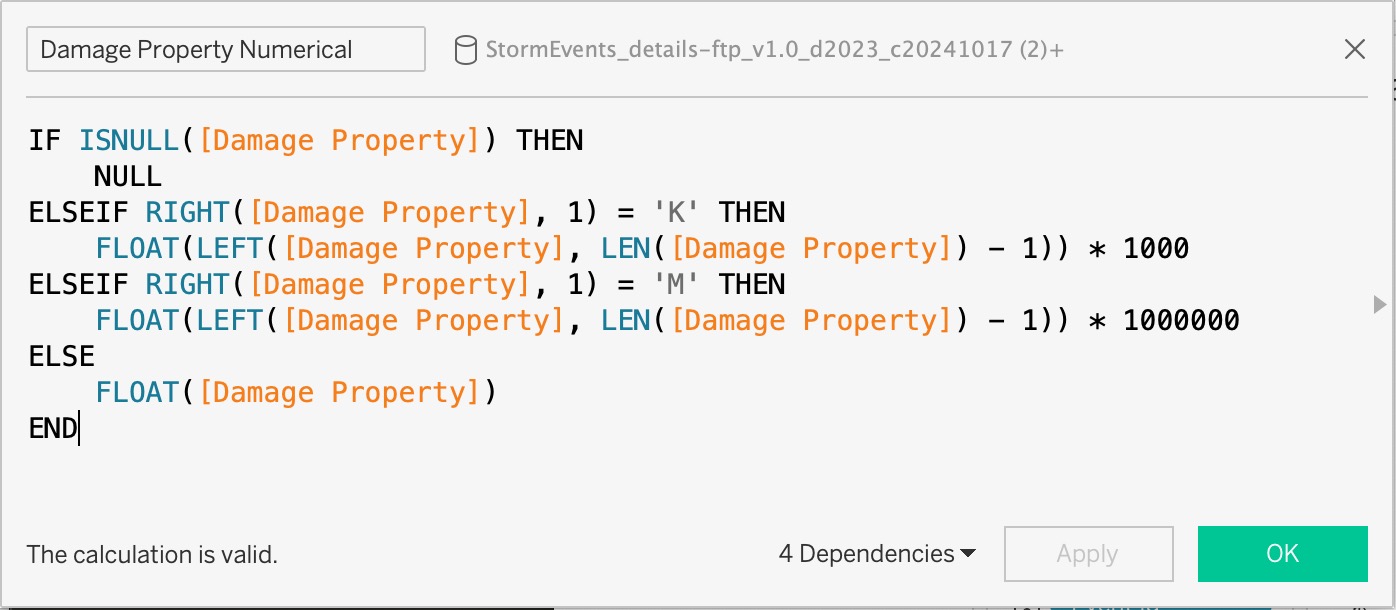 Damage Property Numerical
StormEvents_details-ftp_v1.0_d2023_c20241017 (2)+
IF ISNULL([Damage Property]) THEN
    NULL
ELSEIF RIGHT([Damage Property], 1) = 'K' THEN
    FLOAT(LEFT([Damage Property], LEN([Damage Property]) - 1)) * 1000
ELSEIF RIGHT([Damage Property], 1) = 'M' THEN
    FLOAT(LEFT([Damage Property], LEN([Damage Property]) - 1)) * 1000000
ELSE
    FLOAT([Damage Property])
END
The calculation is valid.
4 Dependencies
Apply
OK